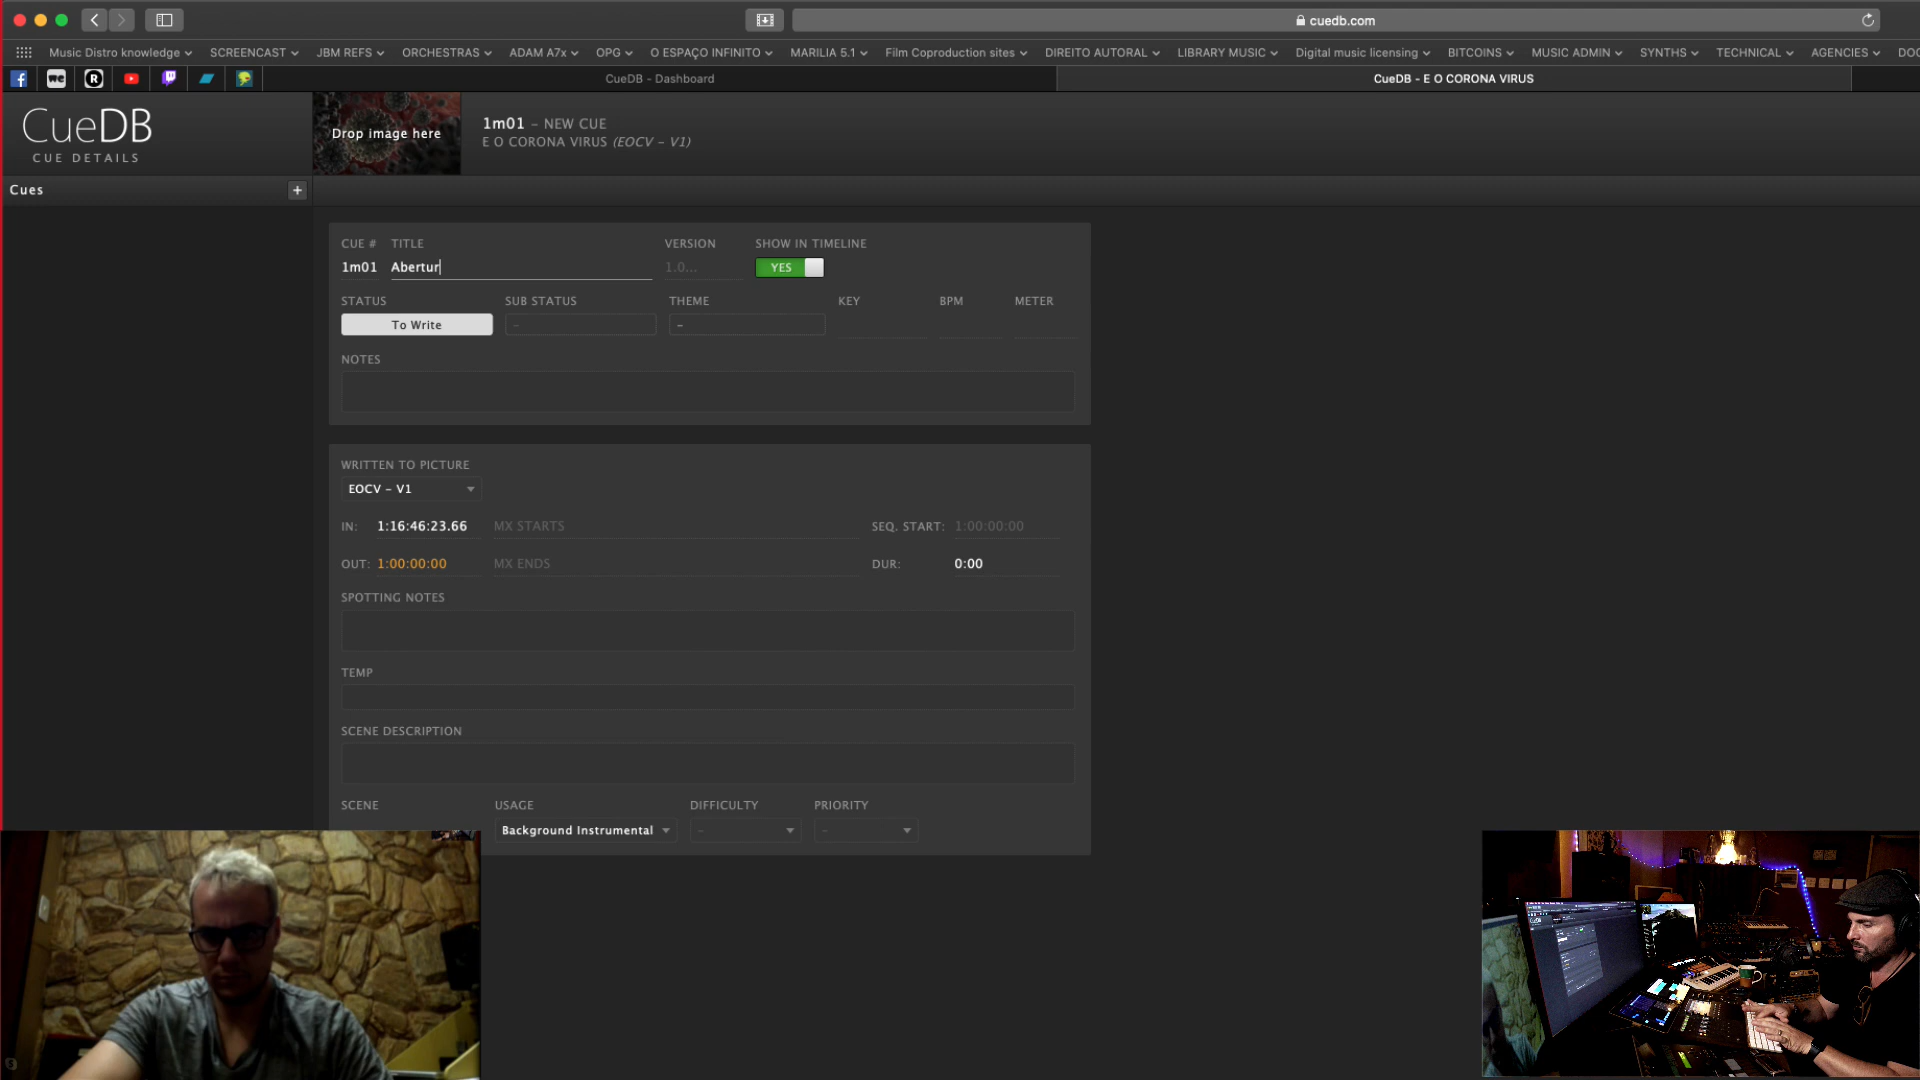 cuedb.com
Music Distro knowledge SCREENCAST JBM REFS ORCHESTRAS ADAM A7x OPG O ESPAÇO INFINITO MARILIA 5.1 Film Coproduction sites DIREITO AUTORAL LIBRARY MUSIC Digital music licensing BITCOINS MUSIC ADMIN SYNTHS TECHNICAL AGENCIES DOC
CueDB - Dashboard CueDB - E O CORONA VIRUS
CueDB
CUE DETAILS
Drop image here
1m01 – NEW CUE
E O CORONA VIRUS (EOCV – V1)
Cues +
CUE # TITLE VERSION SHOW IN TIMELINE
1m01 Abertur 1.0... YES
STATUS SUB STATUS THEME KEY BPM METER
To Write – –
NOTES
WRITTEN TO PICTURE
EOCV – V1
IN: 1:16:46:23.66 MX STARTS SEQ. START: 1:00:00:00
OUT: 1:00:00:00 MX ENDS DUR: 0:00
SPOTTING NOTES
TEMP
SCENE DESCRIPTION
SCENE USAGE DIFFICULTY PRIORITY
Background Instrumental – –